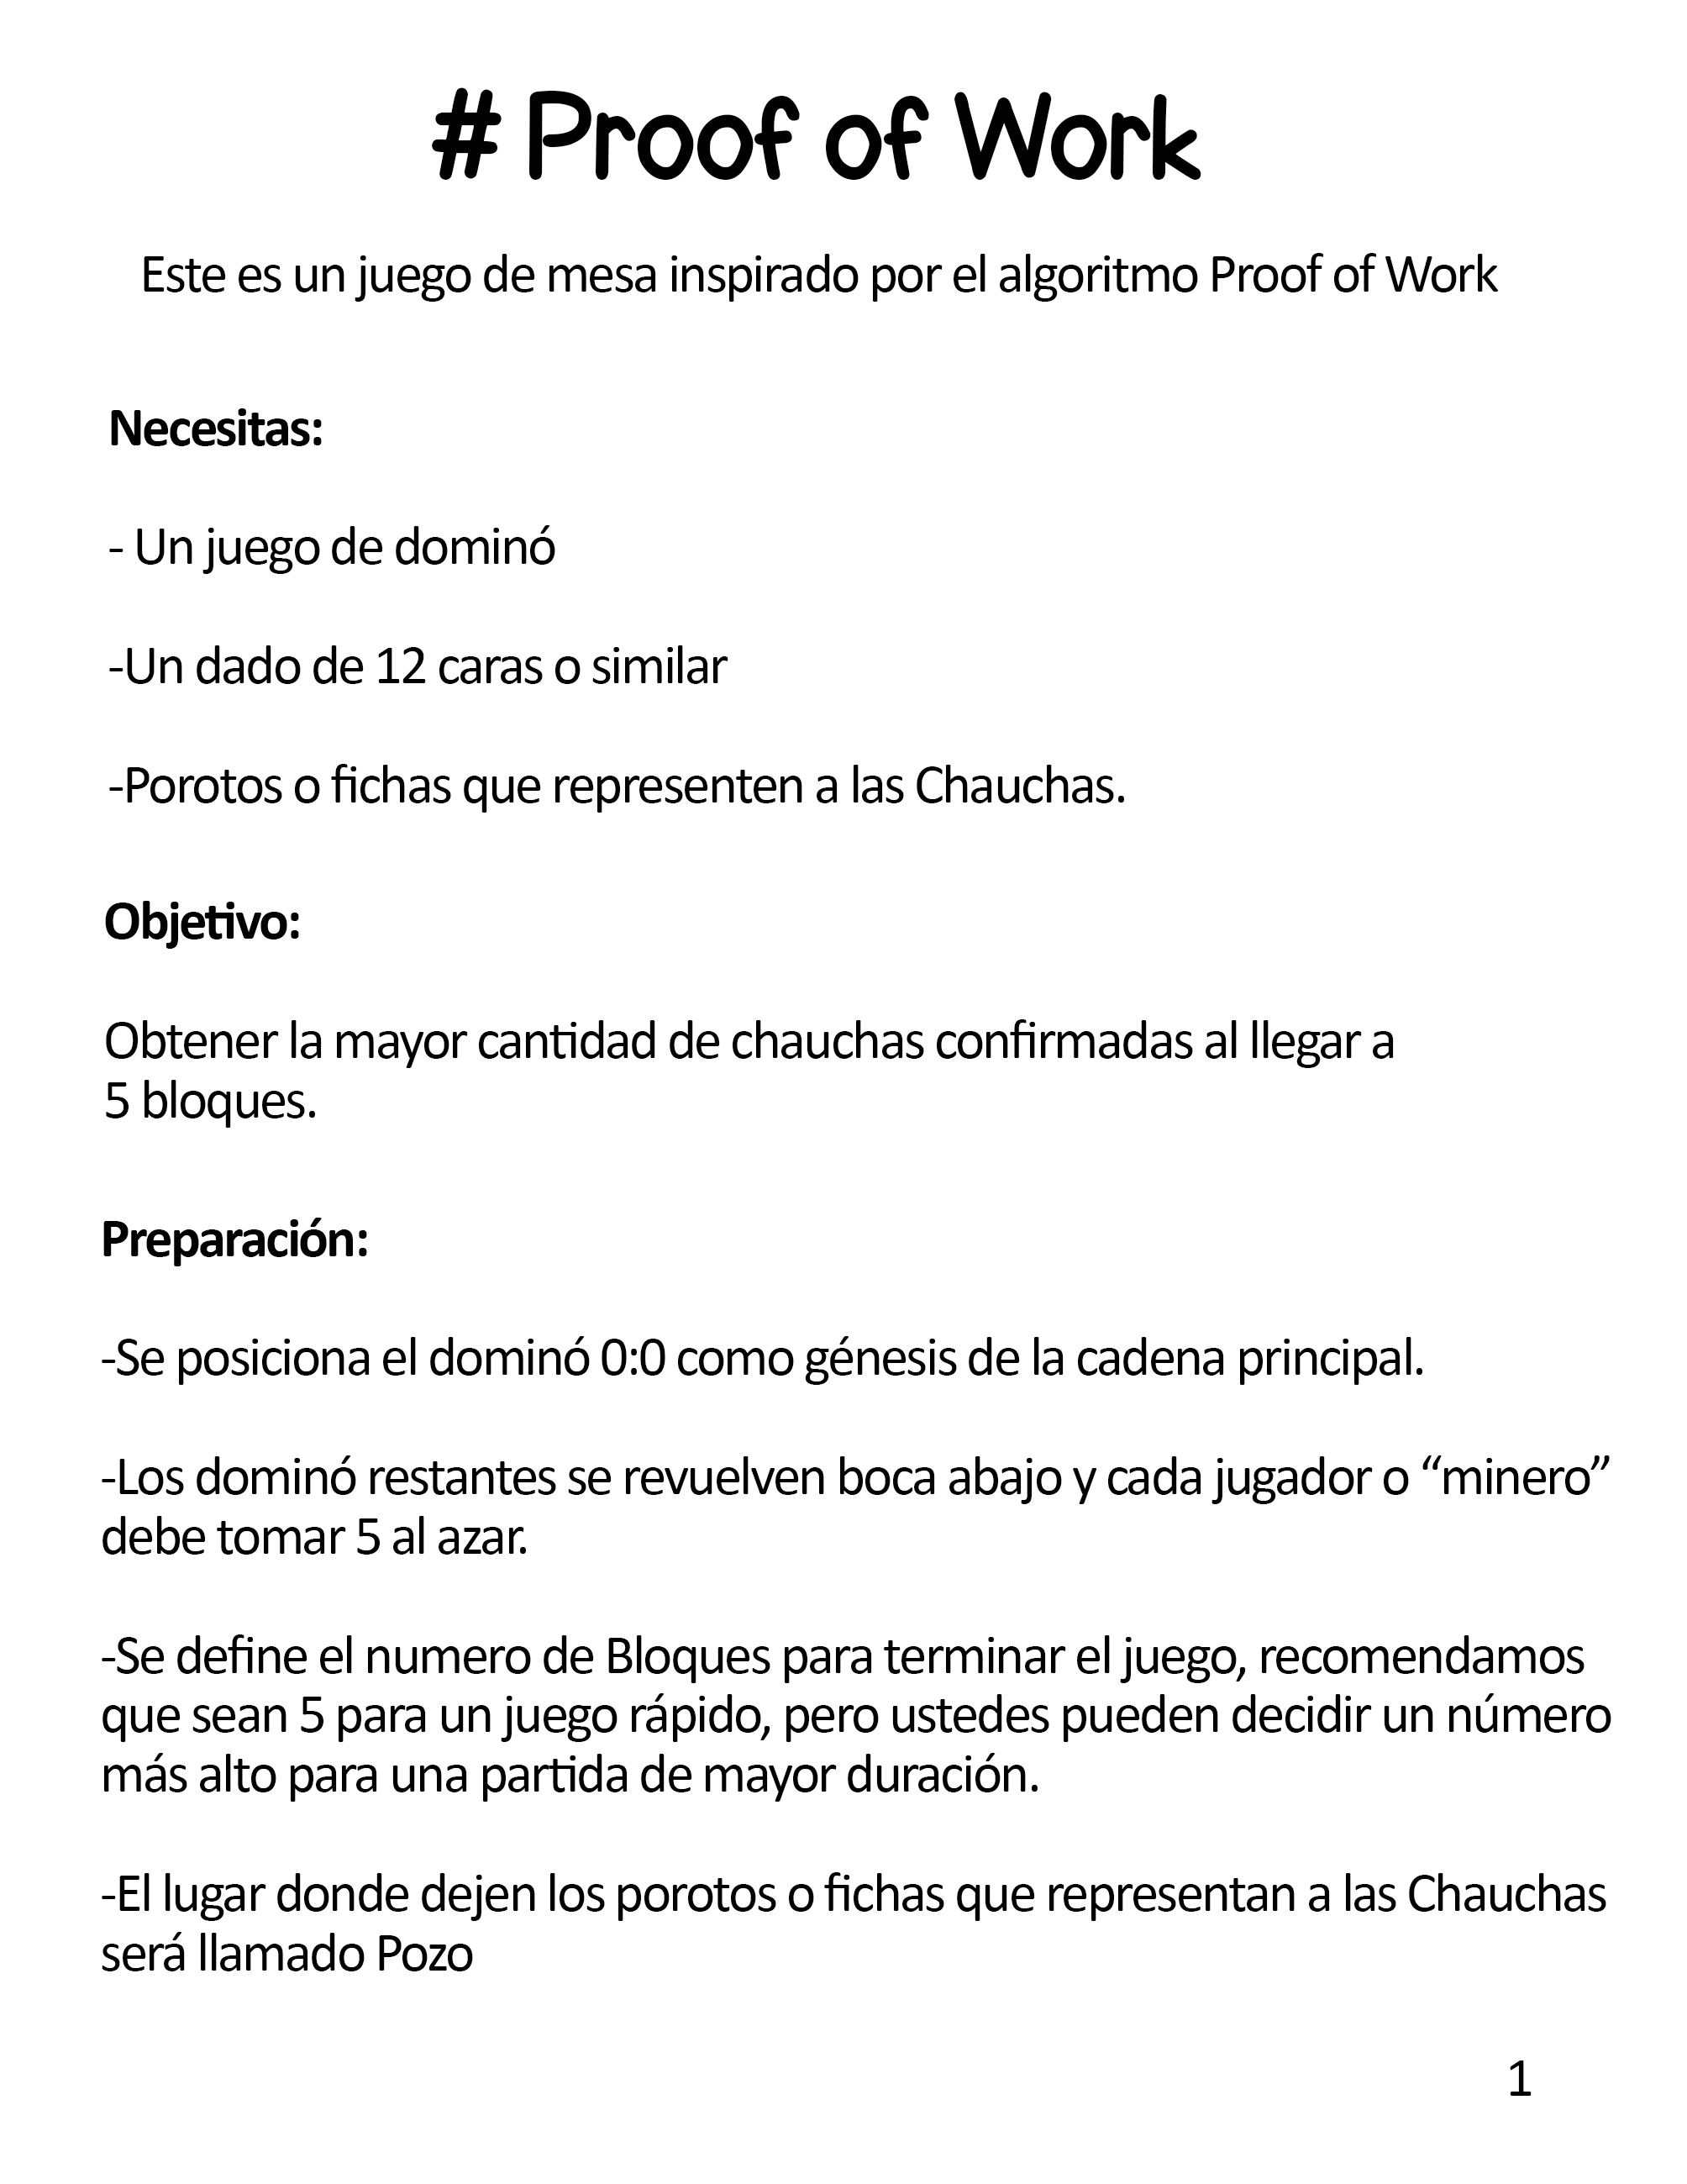 # Proof of Work
Este es un juego de mesa inspirado por el algoritmo Proof of Work
Necesitas:
- Un juego de dominó
-Un dado de 12 caras o similar
-Porotos o fichas que representen a las Chauchas.
Objetivo:
Obtener la mayor cantidad de chauchas confirmadas al llegar a
5 bloques.
Preparación:
-Se posiciona el dominó 0:0 como génesis de la cadena principal.
-Los dominó restantes se revuelven boca abajo y cada jugador o “minero”
debe tomar 5 al azar.
-Se define el numero de Bloques para terminar el juego, recomendamos
que sean 5 para un juego rápido, pero ustedes pueden decidir un número
más alto para una partida de mayor duración.
-El lugar donde dejen los porotos o fichas que representan a las Chauchas
será llamado Pozo
1